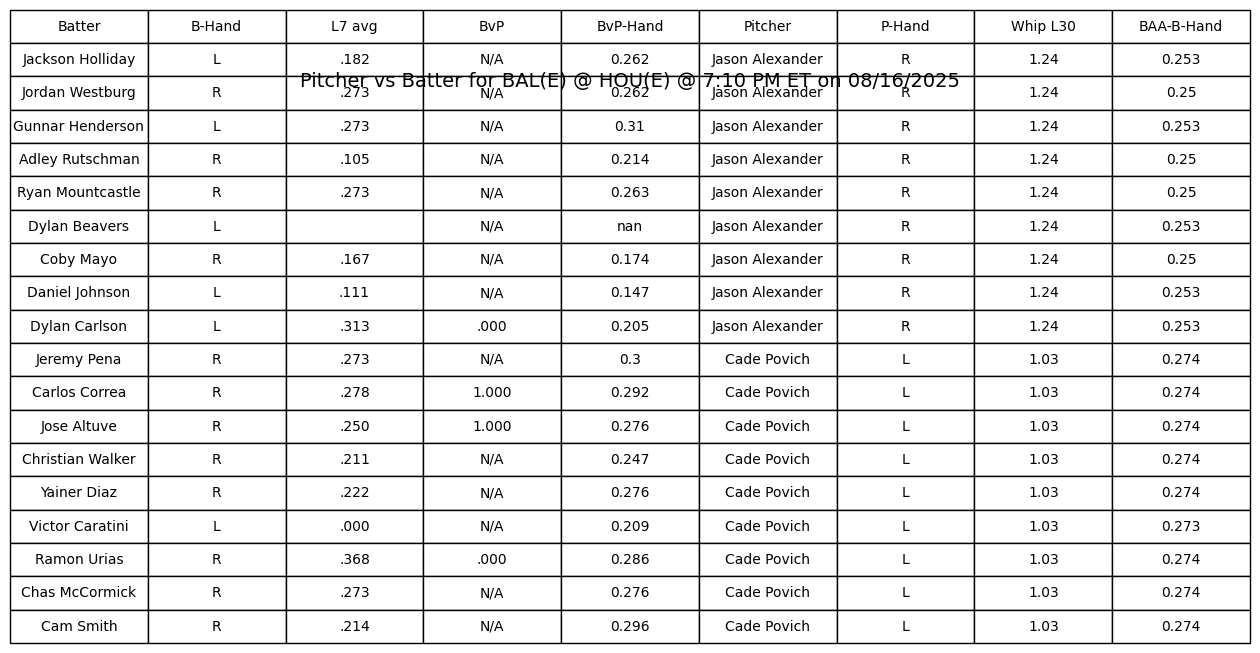 Batter B-Hand L7 avg BvP BvP-Hand Pitcher P-Hand Whip L30 BAA-B-Hand
Jackson Holliday L .182 N/A 0.262 Jason Alexander R 1.24 0.253
Pitcher vs Batter for BAL(E) @ HOU(E) @ 7:10 PM ET on 08/16/2025
Jordan Westburg R .273 N/A 0.262 Jason Alexander R 1.24 0.25
Gunnar Henderson L .273 N/A 0.31 Jason Alexander R 1.24 0.253
Adley Rutschman R .105 N/A 0.214 Jason Alexander R 1.24 0.25
Ryan Mountcastle R .273 N/A 0.263 Jason Alexander R 1.24 0.25
Dylan Beavers L N/A nan Jason Alexander R 1.24 0.253
Coby Mayo R .167 N/A 0.174 Jason Alexander R 1.24 0.25
Daniel Johnson L .111 N/A 0.147 Jason Alexander R 1.24 0.253
Dylan Carlson L .313 .000 0.205 Jason Alexander R 1.24 0.253
Jeremy Pena R .273 N/A 0.3 Cade Povich L 1.03 0.274
Carlos Correa R .278 1.000 0.292 Cade Povich L 1.03 0.274
Jose Altuve R .250 1.000 0.276 Cade Povich L 1.03 0.274
Christian Walker R .211 N/A 0.247 Cade Povich L 1.03 0.274
Yainer Diaz R .222 N/A 0.276 Cade Povich L 1.03 0.274
Victor Caratini L .000 N/A 0.209 Cade Povich L 1.03 0.273
Ramon Urias R .368 .000 0.286 Cade Povich L 1.03 0.274
Chas McCormick R .273 N/A 0.276 Cade Povich L 1.03 0.274
Cam Smith R .214 N/A 0.296 Cade Povich L 1.03 0.274